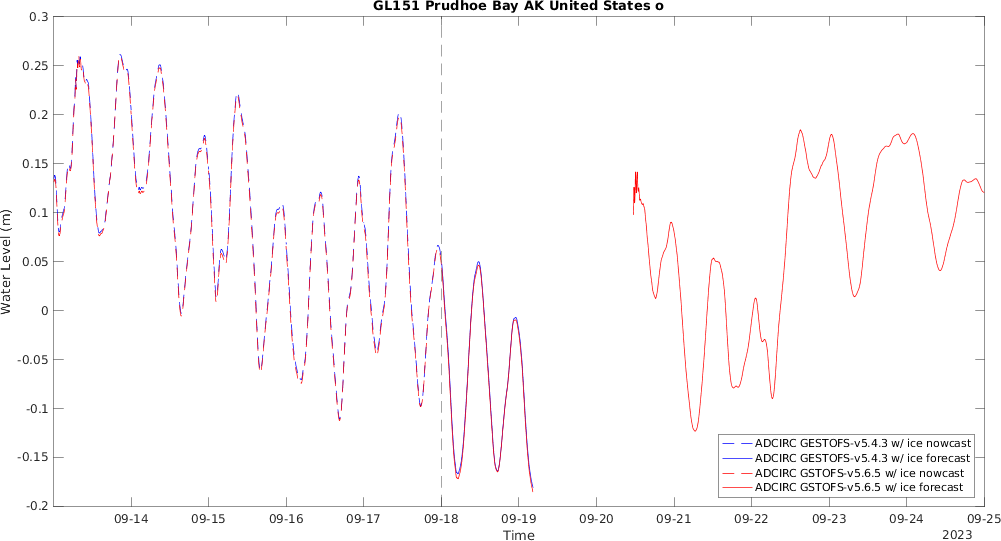 GL151 Prudhoe Bay AK United States o
Water Level (m)
0.3
0.25
0.2
0.15
0.1
0.05
0
-0.05
-0.1
-0.15
-0.2
ADCIRC GESTOFS-v5.4.3 w/ ice nowcast
ADCIRC GESTOFS-v5.4.3 w/ ice forecast
ADCIRC GSTOFS-v5.6.5 w/ ice nowcast
ADCIRC GSTOFS-v5.6.5 w/ ice forecast
09-14 09-15 09-16 09-17 09-18 09-19 09-20 09-21 09-22 09-23 09-24 09-25
Time
2023